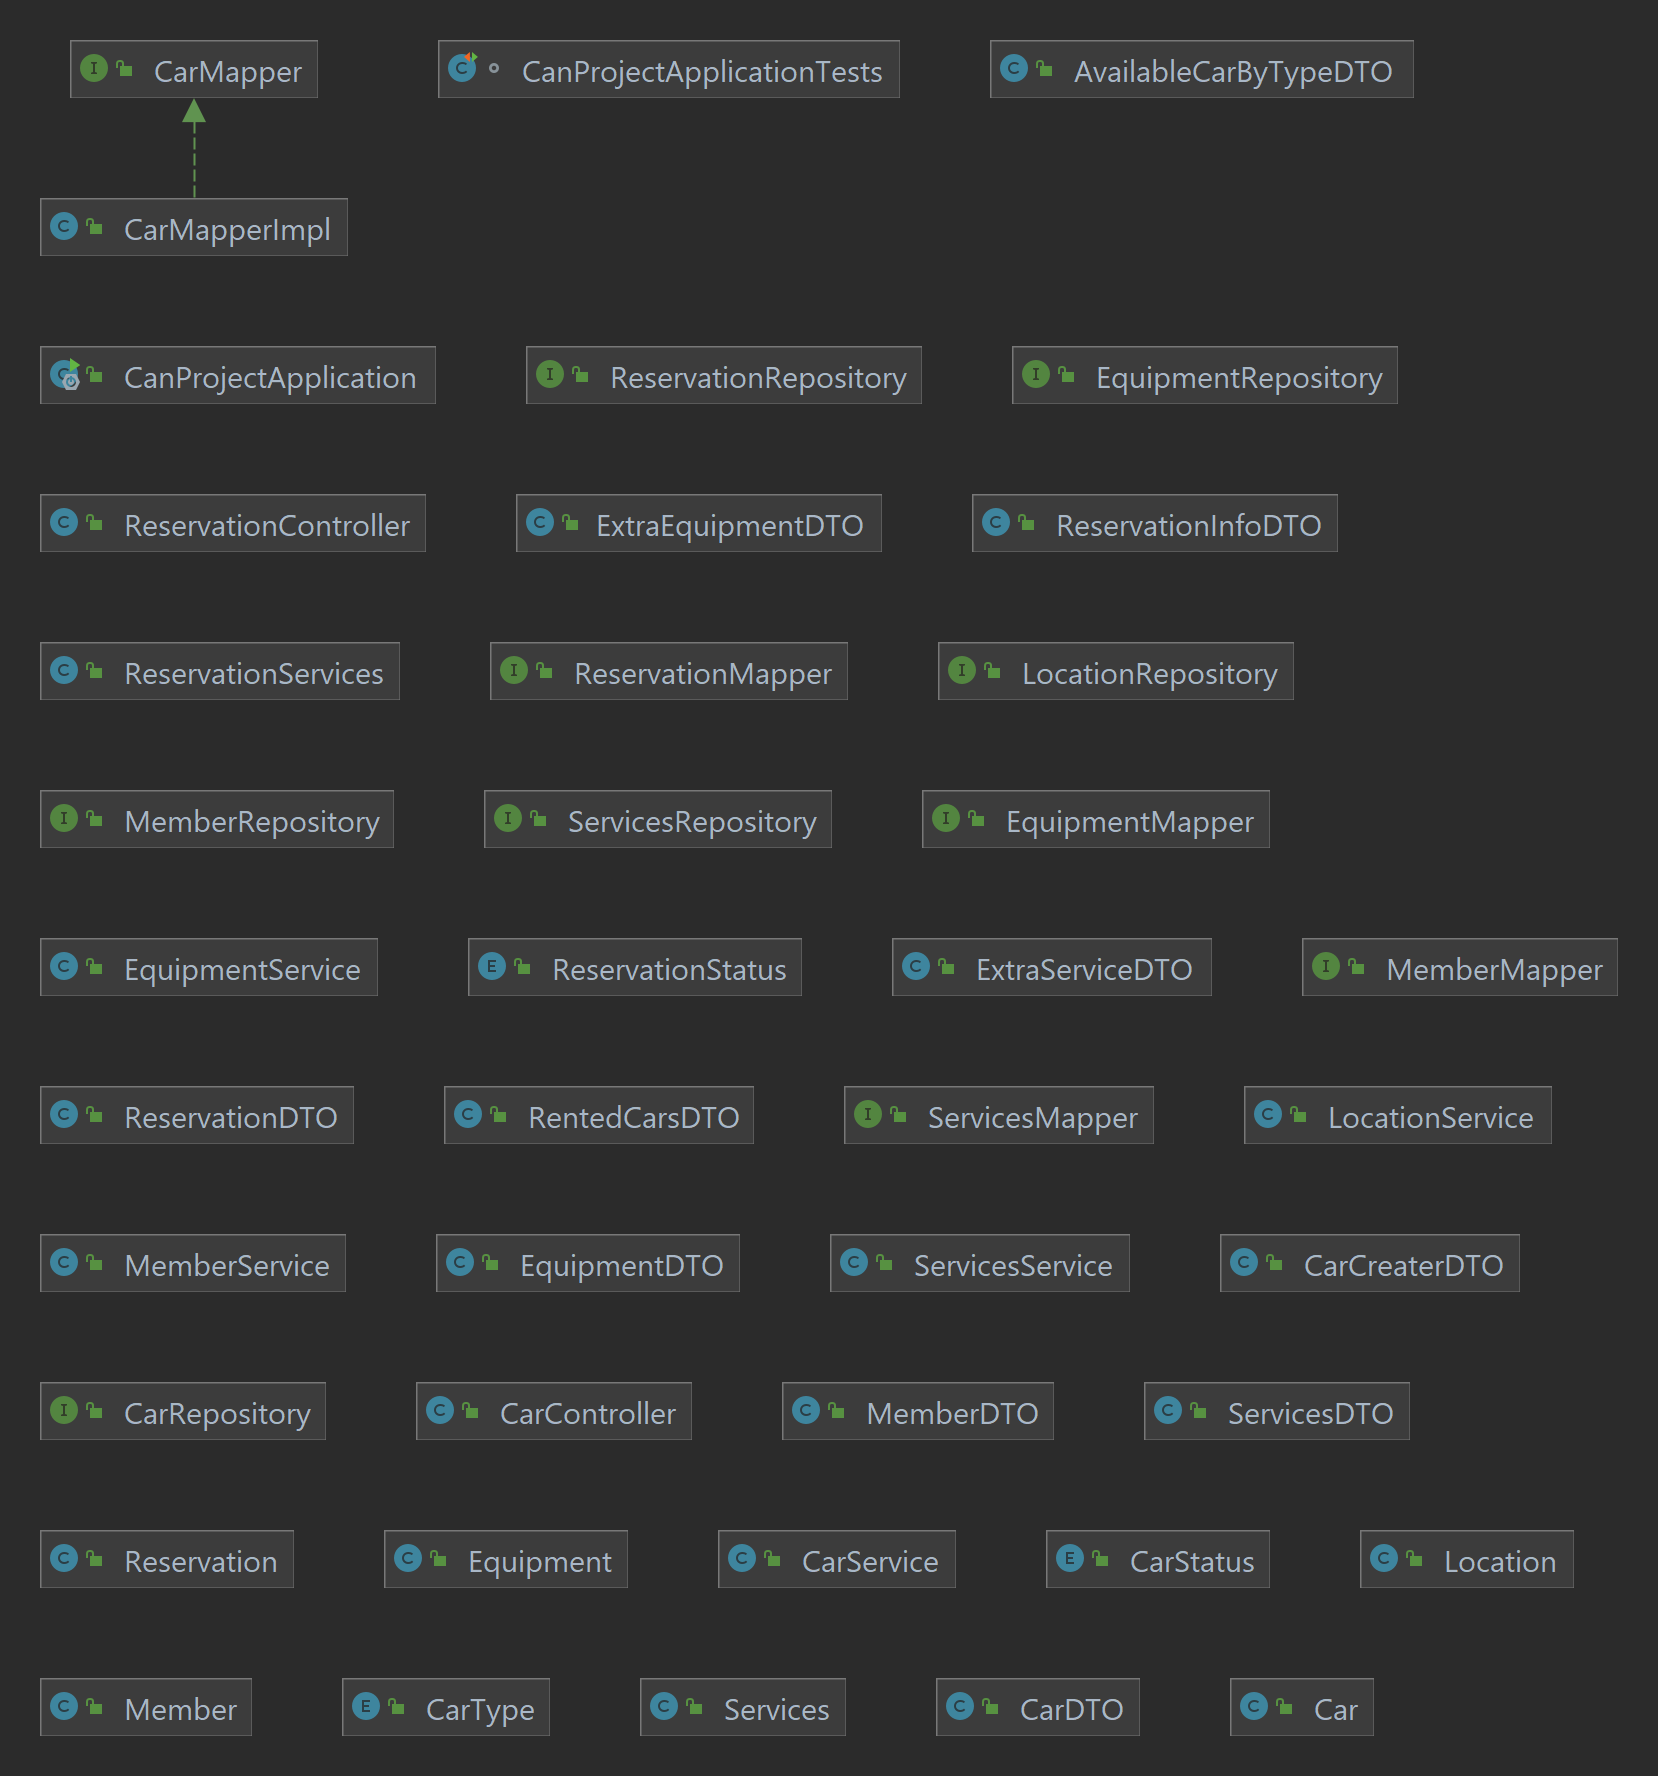 CarMapper CanProjectApplicationTests AvailableCarByTypeDTO
CarMapperImpl
CanProjectApplication ReservationRepository EquipmentRepository
ReservationController ExtraEquipmentDTO ReservationInfoDTO
ReservationServices ReservationMapper LocationRepository
MemberRepository ServicesRepository EquipmentMapper
EquipmentService ReservationStatus ExtraServiceDTO MemberMapper
ReservationDTO RentedCarsDTO ServicesMapper LocationService
MemberService EquipmentDTO ServicesService CarCreaterDTO
CarRepository CarController MemberDTO ServicesDTO
Reservation Equipment CarService CarStatus Location
Member CarType Services CarDTO Car